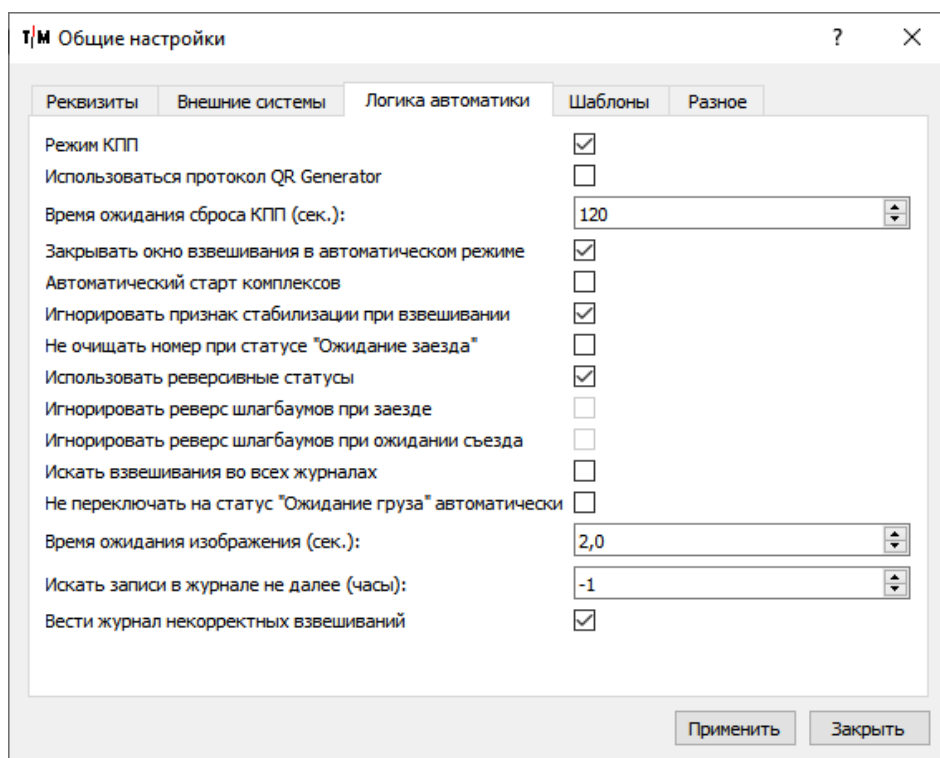 T/M Общие настройки ?
Реквизиты Внешние системы Логика автоматики Шаблоны Разное
Режим КПП
Использоваться протокол QR Generator
Время ожидания сброса КПП (сек.): 120
Закрывать окно взвешивания в автоматическом режиме
Автоматический старт комплексов
Игнорировать признак стабилизации при взвешивании
Не очищать номер при статусе "Ожидание заезда"
Использовать реверсивные статусы
Игнорировать реверс шлагбаумов при заезде
Игнорировать реверс шлагбаумов при ожидании съезда
Искать взвешивания во всех журналах
Не переключать на статус "Ожидание груза" автоматически
Время ожидания изображения (сек.): 2,0
Искать записи в журнале не далее (часы): -1
Вести журнал некорректных взвешиваний
Применить Закрыть